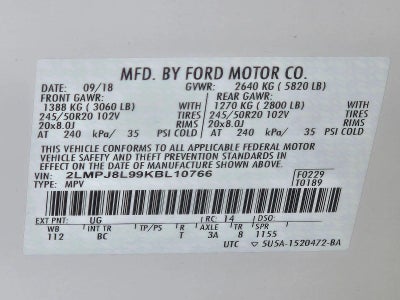 MFD. BY FORD MOTOR CO.
DATE: 09/18 GVWR: 2640 KG ( 5820 LB)
FRONT GAWR: REAR GAWR:
1388 KG ( 3060 LB) 1270 KG ( 2800 LB)
245/50R20 102V TIRES 245/50R20 102V
20x8.0J RIMS 20x8.0J
AT 240 kPa/ 35 PSI COLD AT 240 kPa/ 35 PSI COLD
THIS VEHICLE CONFORMS TO ALL APPLICABLE FEDERAL MOTOR
VEHICLE SAFETY, BUMPER, AND THEFT PREVENTION STANDARDS IN
EFFECT ON THE DATE OF MANUFACTURE SHOWN ABOVE.
VIN: 2LMPJ8L99KBL10766 F0229
TYPE: MPV T0189
EXT PNT: UG RC: 14 DSO:
WB INT TR TP/PS R AXLE TR SPR
112 BC T 3A 8 1155
UTC 5U5A-1520472-BA